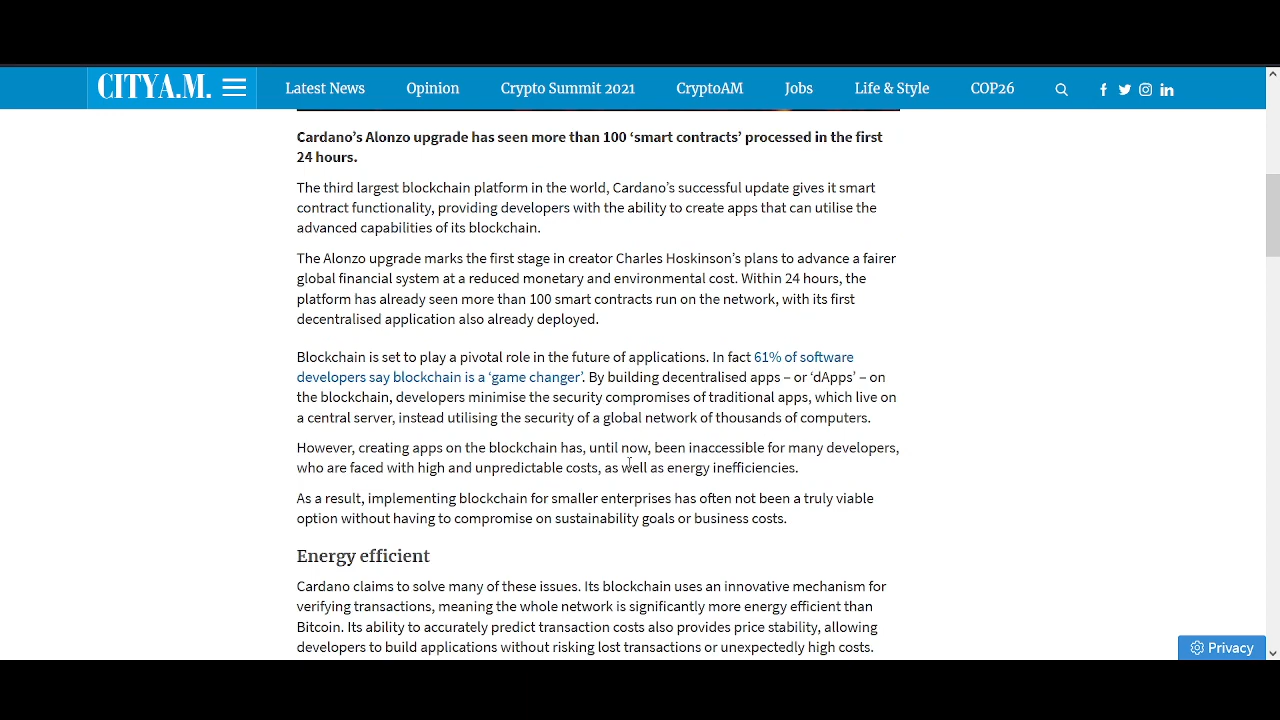 CITYA.M.
Latest News
Opinion
Crypto Summit 2021
CryptoAM
Jobs
Life & Style
COP26
Cardano’s Alonzo upgrade has seen more than 100 ‘smart contracts’ processed in the first
24 hours.
The third largest blockchain platform in the world, Cardano’s successful update gives it smart
contract functionality, providing developers with the ability to create apps that can utilise the
advanced capabilities of its blockchain.
The Alonzo upgrade marks the first stage in creator Charles Hoskinson’s plans to advance a fairer
global financial system at a reduced monetary and environmental cost. Within 24 hours, the
platform has already seen more than 100 smart contracts run on the network, with its first
decentralised application also already deployed.
Blockchain is set to play a pivotal role in the future of applications. In fact 61% of software
developers say blockchain is a ‘game changer’. By building decentralised apps – or ‘dApps’ – on
the blockchain, developers minimise the security compromises of traditional apps, which live on
a central server, instead utilising the security of a global network of thousands of computers.
However, creating apps on the blockchain has, until now, been inaccessible for many developers,
who are faced with high and unpredictable costs, as well as energy inefficiencies.
As a result, implementing blockchain for smaller enterprises has often not been a truly viable
option without having to compromise on sustainability goals or business costs.
Energy efficient
Cardano claims to solve many of these issues. Its blockchain uses an innovative mechanism for
verifying transactions, meaning the whole network is significantly more energy efficient than
Bitcoin. Its ability to accurately predict transaction costs also provides price stability, allowing
developers to build applications without risking lost transactions or unexpectedly high costs.
Privacy